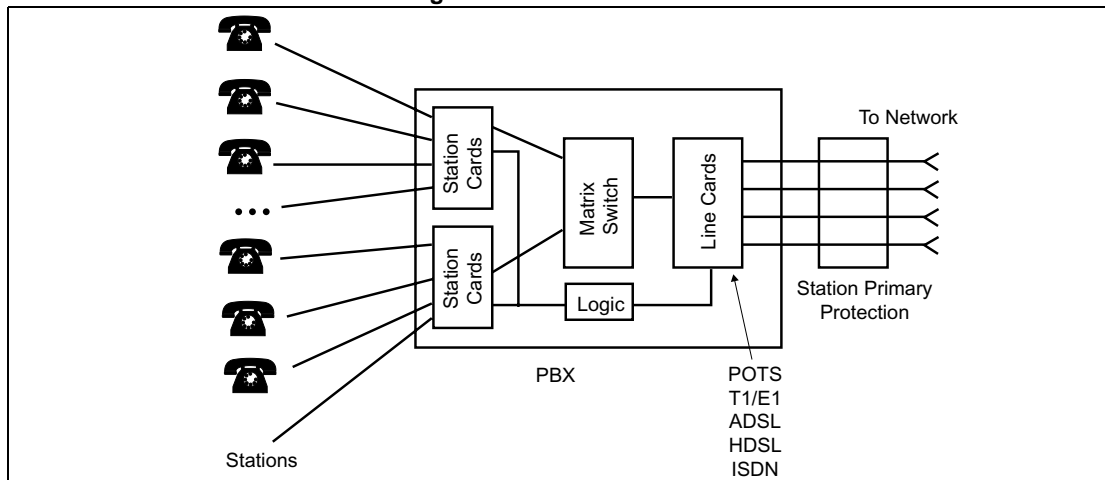 To Network
Station
Cards
Matrix
Switch
Line Cards
Station
Cards
Logic
Station Primary
Protection
PBX
POTS
T1/E1
ADSL
HDSL
ISDN
Stations